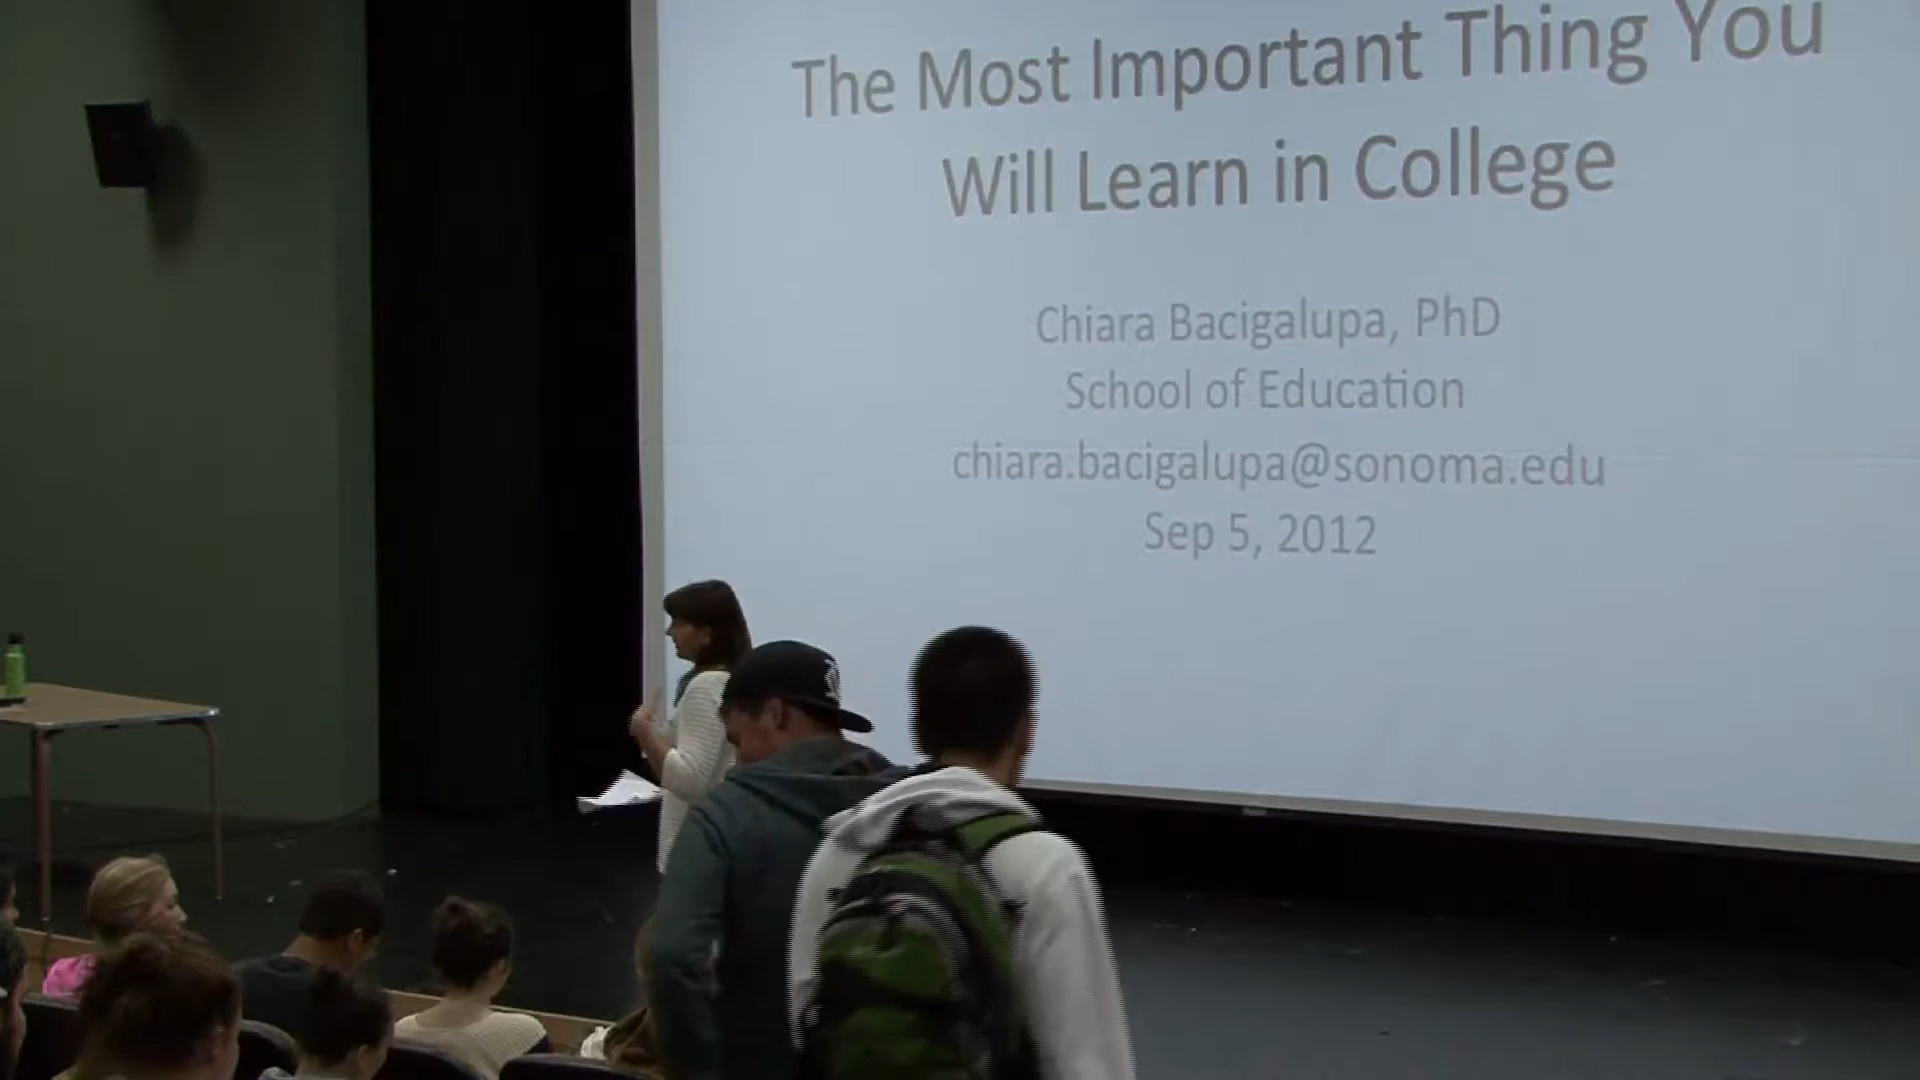 The Most Important Thing You
Will Learn in College
Chiara Bacigalupa, PhD
School of Education
chiara.bacigalupa@sonoma.edu
Sep 5, 2012